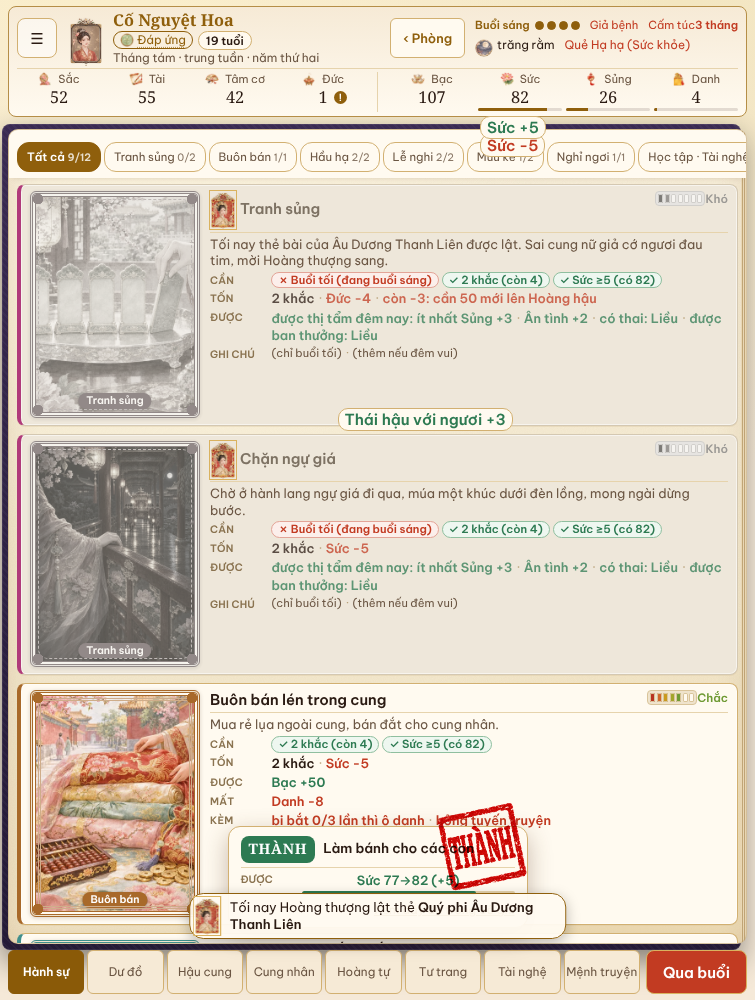 ☰
Cố Nguyệt Hoa
Đáp ứng
19 tuổi
Tháng tám · trung tuần · năm thứ hai
‹ Phòng
Buổi sáng
Giả bệnh
Cấm túc3 tháng
trăng rằm
Quẻ Hạ hạ (Sức khỏe)
Sắc
Tài
Tâm cơ
Đức
Bạc
Sức
Sủng
Danh
52
55
42
1 !
107
82
26
4
Sức +5
Sức -5
Tất cả 9/12
Tranh sủng 0/2
Buôn bán 1/1
Hầu hạ 2/2
Lễ nghi 2/2
Mưu kế 1/2
Nghỉ ngơi 1/1
Học tập · Tài nghệ
Tranh sủng
Khó
Tối nay thẻ bài của Âu Dương Thanh Liên được lật. Sai cung nữ giả cớ ngươi đau
tim, mời Hoàng thượng sang.
CẦN
× Buổi tối (đang buổi sáng)
✓ 2 khắc (còn 4)
✓ Sức ≥5 (có 82)
TỐN
2 khắc · Đức -4 · còn -3: cần 50 mới lên Hoàng hậu
ĐƯỢC
được thị tẩm đêm nay: ít nhất Sủng +3 · Ân tình +2 · có thai: Liều · được
ban thưởng: Liều
GHI CHÚ
(chỉ buổi tối) · (thêm nếu đêm vui)
Tranh sủng
Thái hậu với ngươi +3
Chặn ngự giá
Khó
Chờ ở hành lang ngự giá đi qua, múa một khúc dưới đèn lồng, mong ngài dừng
bước.
CẦN
× Buổi tối (đang buổi sáng)
✓ 2 khắc (còn 4)
✓ Sức ≥5 (có 82)
TỐN
2 khắc · Sức -5
ĐƯỢC
được thị tẩm đêm nay: ít nhất Sủng +3 · Ân tình +2 · có thai: Liều · được
ban thưởng: Liều
GHI CHÚ
(chỉ buổi tối) · (thêm nếu đêm vui)
Tranh sủng
Buôn bán lén trong cung
Chắc
Mua rẻ lụa ngoài cung, bán đắt cho cung nhân.
CẦN
✓ 2 khắc (còn 4)
✓ Sức ≥5 (có 82)
TỐN
2 khắc · Sức -5
ĐƯỢC
Bạc +50
MẤT
Danh -8
KÈM
bị bắt 0/3 lần thì ô danh
tuyến truyện
Buôn bán
THÀNH
Làm bánh cho các con
THÀNH
ĐƯỢC
Sức 77→82 (+5)
Tối nay Hoàng thượng lật thẻ Quý phi Âu Dương
Thanh Liên
Hành sự
Dư đồ
Hậu cung
Cung nhân
Hoàng tự
Tư trang
Tài nghệ
Mệnh truyện
Qua buổi